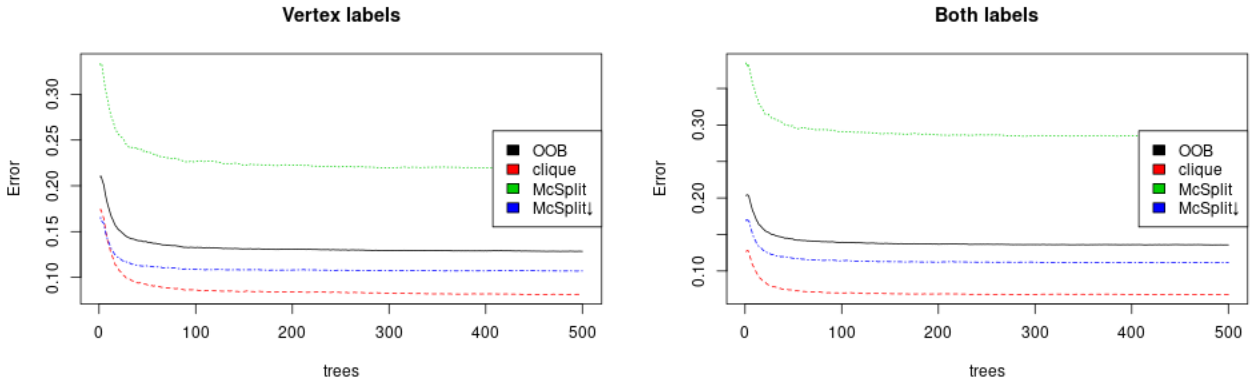 Vertex labels
Error
0.30
0.25
0.20
0.15
0.10
OOB
clique
McSplit
McSplit↓
0
100
200
300
400
500
trees
Both labels
Error
0.30
0.20
0.10
OOB
clique
McSplit
McSplit↓
0
100
200
300
400
500
trees